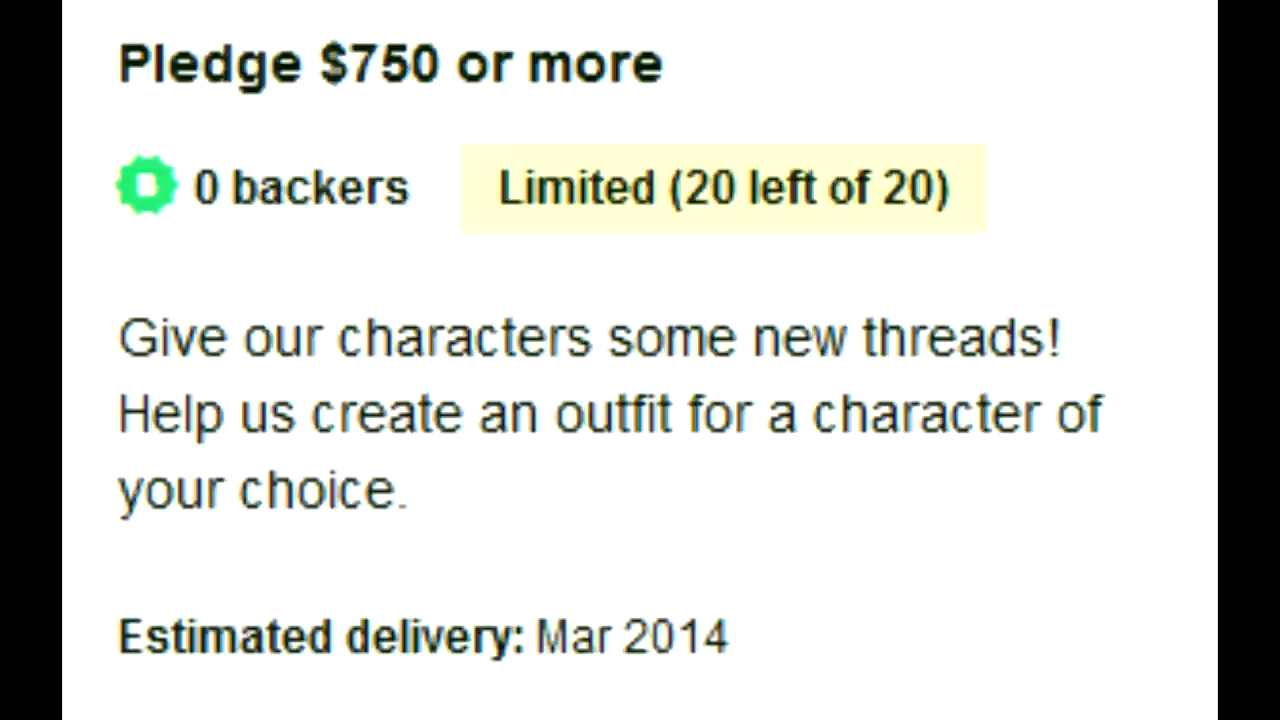 Pledge $750 or more
0 backers Limited (20 left of 20)
Give our characters some new threads!
Help us create an outfit for a character of
your choice.
Estimated delivery: Mar 2014